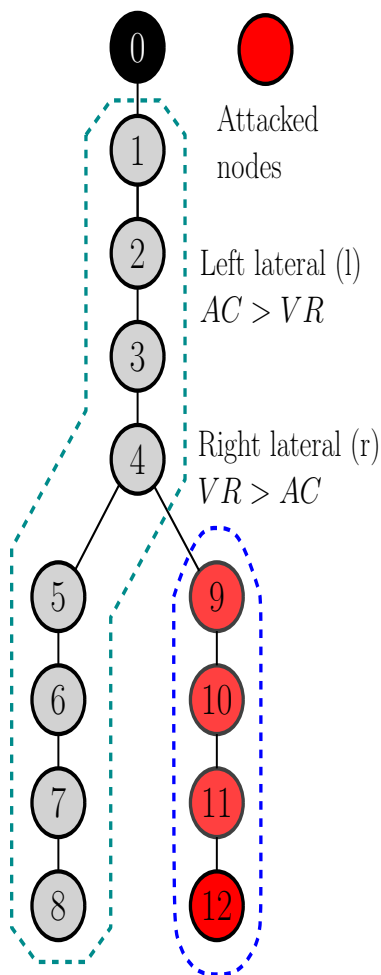 0
Attacked
nodes
1
2
Left lateral (l)
AC > VR
3
4
Right lateral (r)
VR > AC
5
9
6
10
7
11
8
12